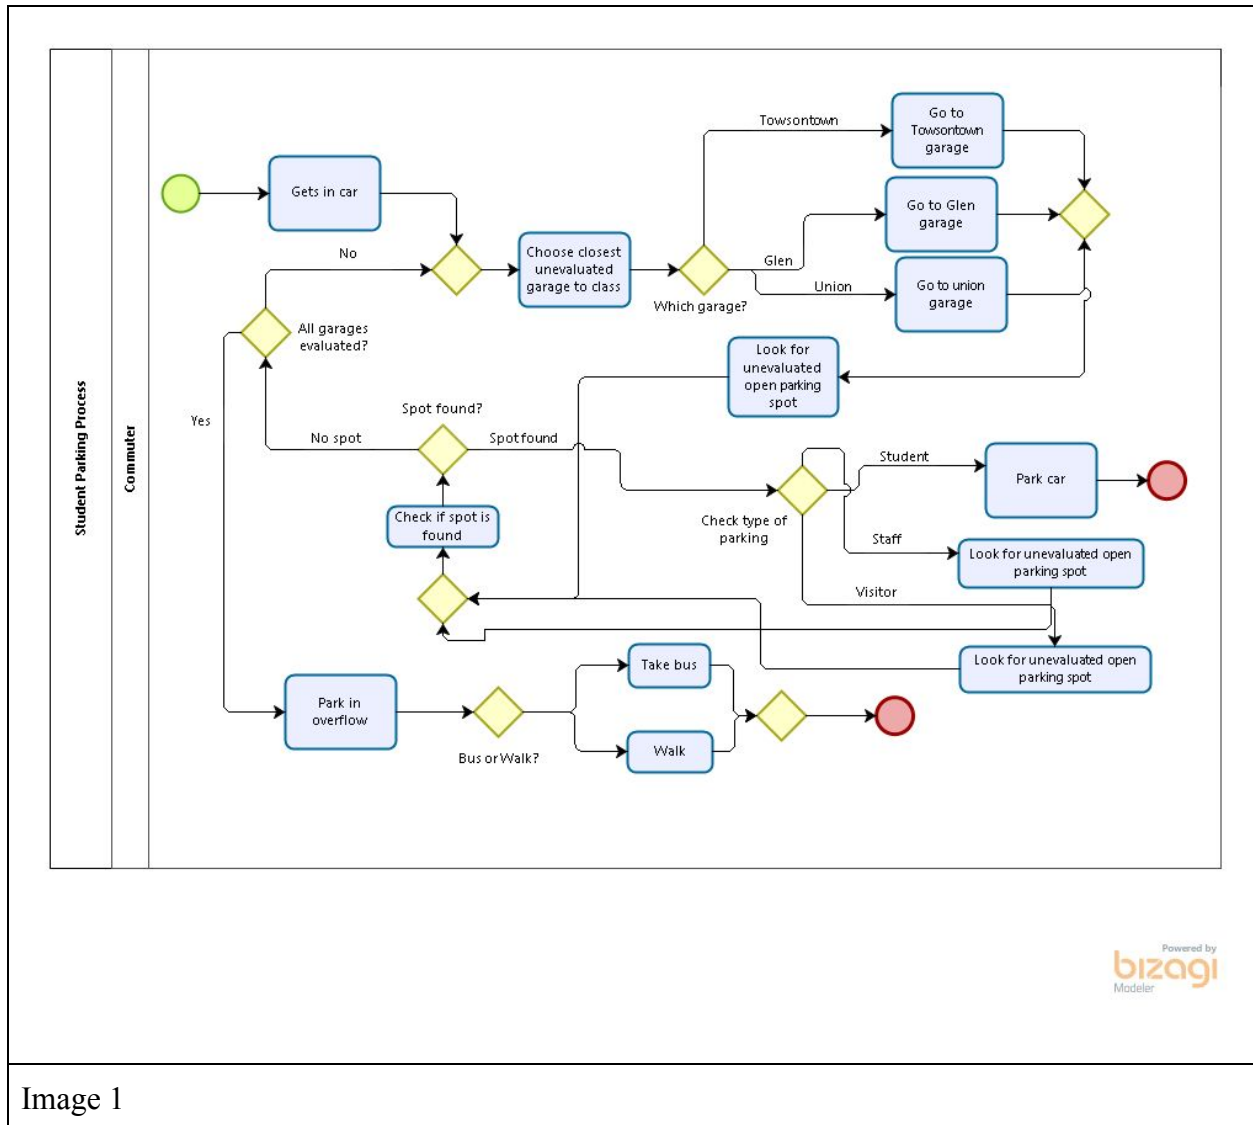 Student Parking Process
Commuter
Towsontown
Go to
Towsontown
garage
Gets in car
Go to Glen
garage
No
Choose closest
unevaluated
garage to class
Glen
Which garage?
Union
Go to union
garage
All garages
evaluated?
Look for
unevaluated
open parking
spot
Yes
Spot found?
No spot
Spot found
Student
Park car
Check if spot is
found
Check type of
parking
Staff
Look for unevaluated open
parking spot
Visitor
Look for unevaluated open
parking spot
Take bus
Park in
overflow
Bus or Walk?
Walk
Powered by
bizagi
Modeler
Image 1